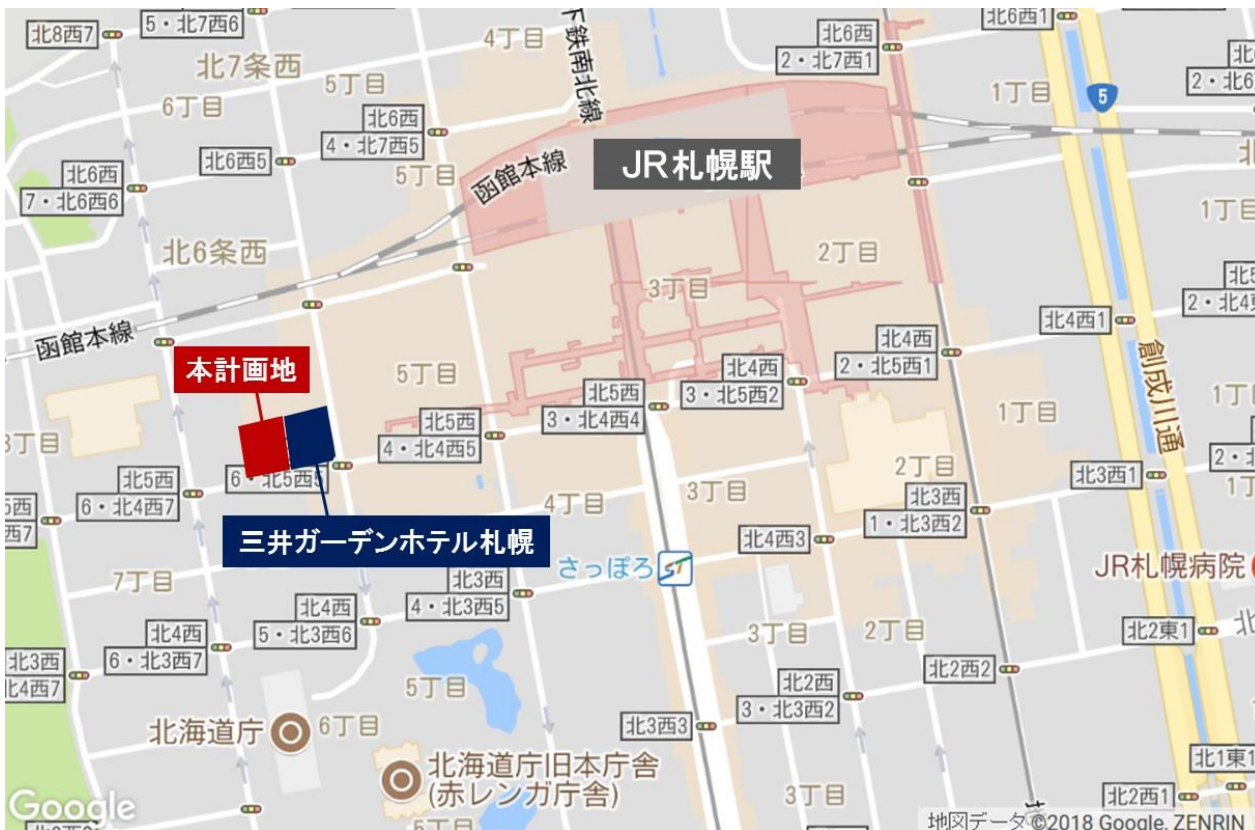 北8西7
5・北7西6
4丁目
下鉄南北線
北6西
2・北7西1
北6西1
北7条西
5丁目
6丁目
北6西
4・北7西5
1丁目
5
北6西5
北6西
7・北6西6
5丁目
函館本線
JR札幌駅
1丁目
北6条西
2丁目
3丁目
函館本線
北4西1
創成川通
本計画地
5丁目
北4西
3・北5西2
北4西
2・北5西1
北5西
3・北4西4
北5西
4・北4西5
1丁目
6・北5西5
2丁目
北3西1
北5西
6・北4西7
三井ガーデンホテル札幌
4丁目
3丁目
北3西
1・北3西2
北4西3
さっぽろ
ST
JR札幌病院
7丁目
北3西
4・北3西5
北4西
5・北3西6
北4西
6・北3西7
北3西
北4西7
3丁目
2丁目
北2東1
北2西2
5丁目
北2西
3・北3西2
北海道庁
6丁目
北3西3
北海道庁旧本庁舎
(赤レンガ庁舎)
北1東1
3丁目
北2西1
5丁目
Google
地図データ ©2018 Google, ZENRIN